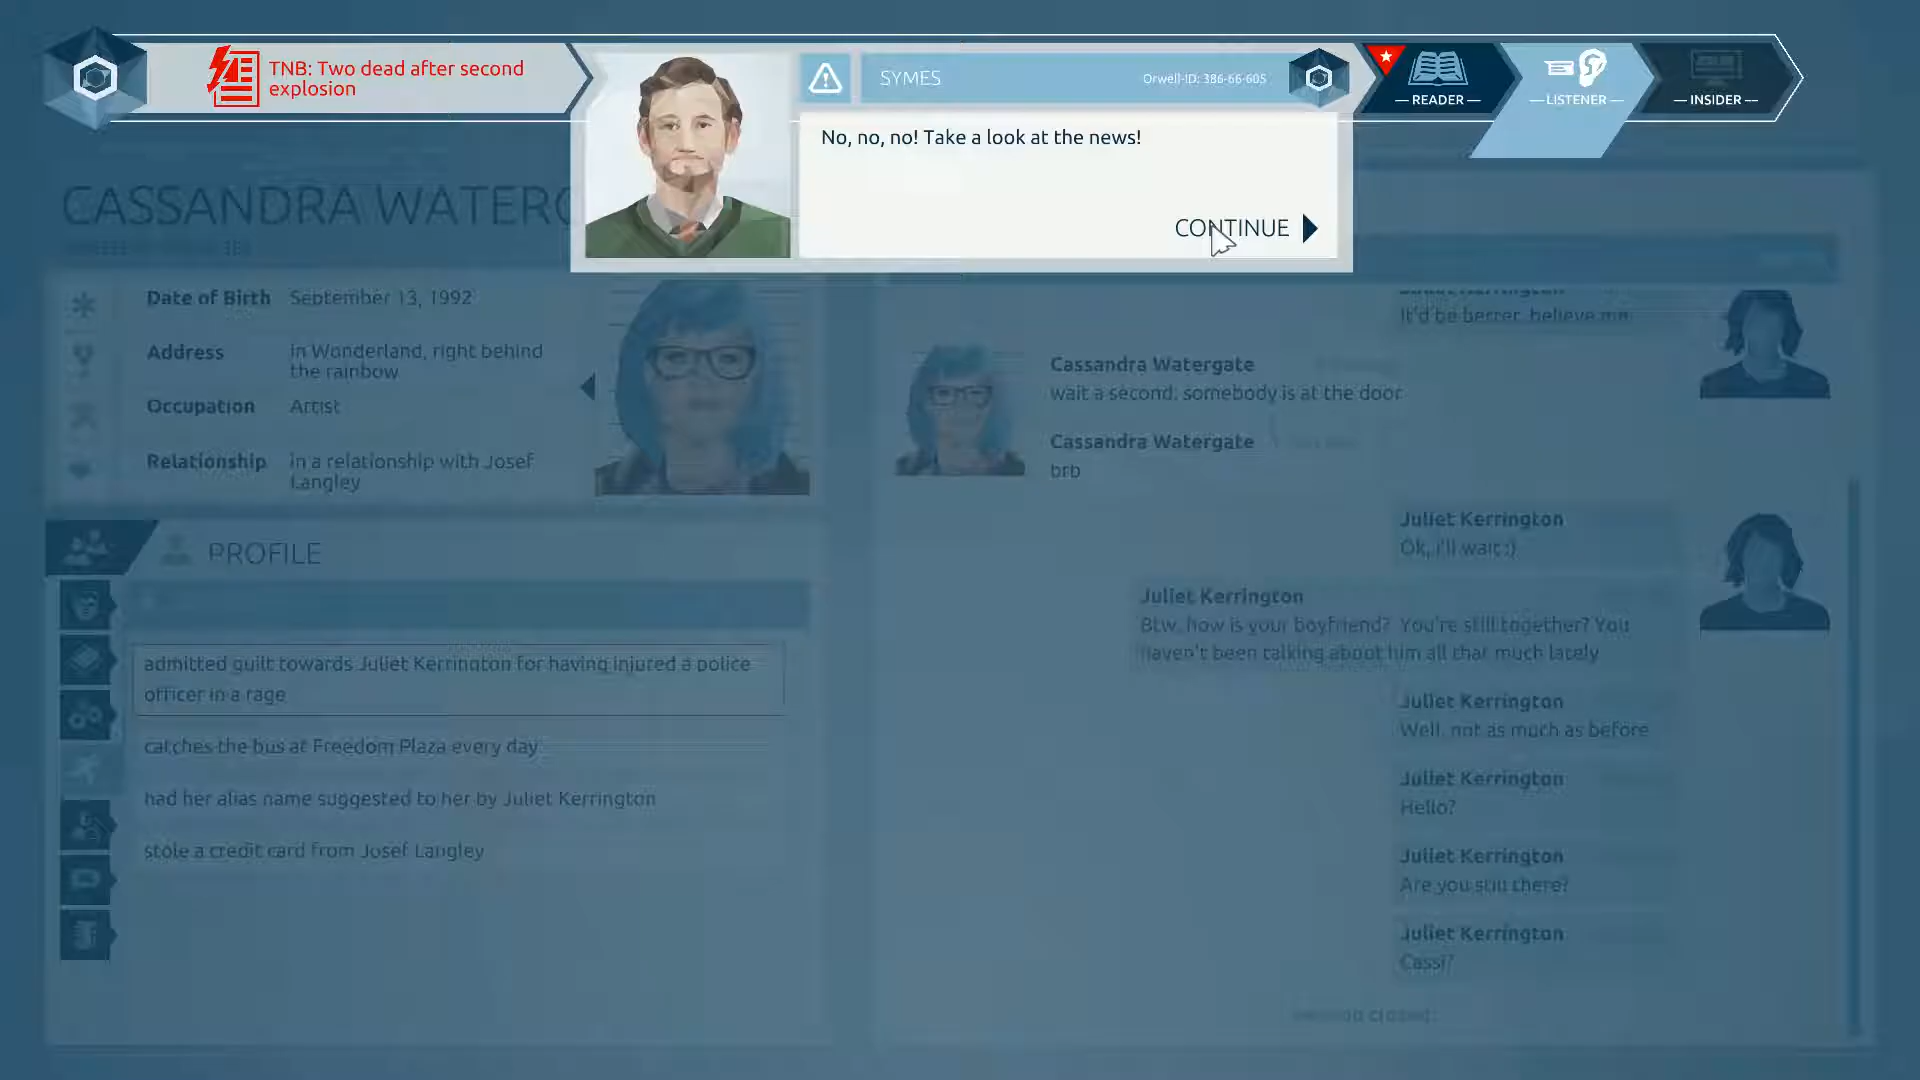 TNB: Two dead after second
explosion
SYMES
Orwell-ID: 386-66-605
No, no, no! Take a look at the news!
CONTINUE
READER
LISTENER
INSIDER
CASSANDRA WATERG
Date of Birth September 13, 1992
Address in Wonderland, right behind
the rainbow
Occupation Artist
Relationship in a relationship with Josef
Langley
PROFILE
admitted guilt towards Juliet Kerrington for having injured a police
officer in a rage
catches the bus at Freedom Plaza every day
had her alias name suggested to her by Juliet Kerrington
stole a credit card from Josef Langley
It'd be better, believe me
Cassandra Watergate
wait a second, somebody is at the door
Cassandra Watergate
brb
Juliet Kerrington
Ok, i'll wait :)
Juliet Kerrington
Btw, how is your boyfriend? You're still together? You
haven't been talking about him all that much lately
Juliet Kerrington
Well, not as much as before
Juliet Kerrington
Hello?
Juliet Kerrington
Are you still there?
Juliet Kerrington
Cassi?
closed